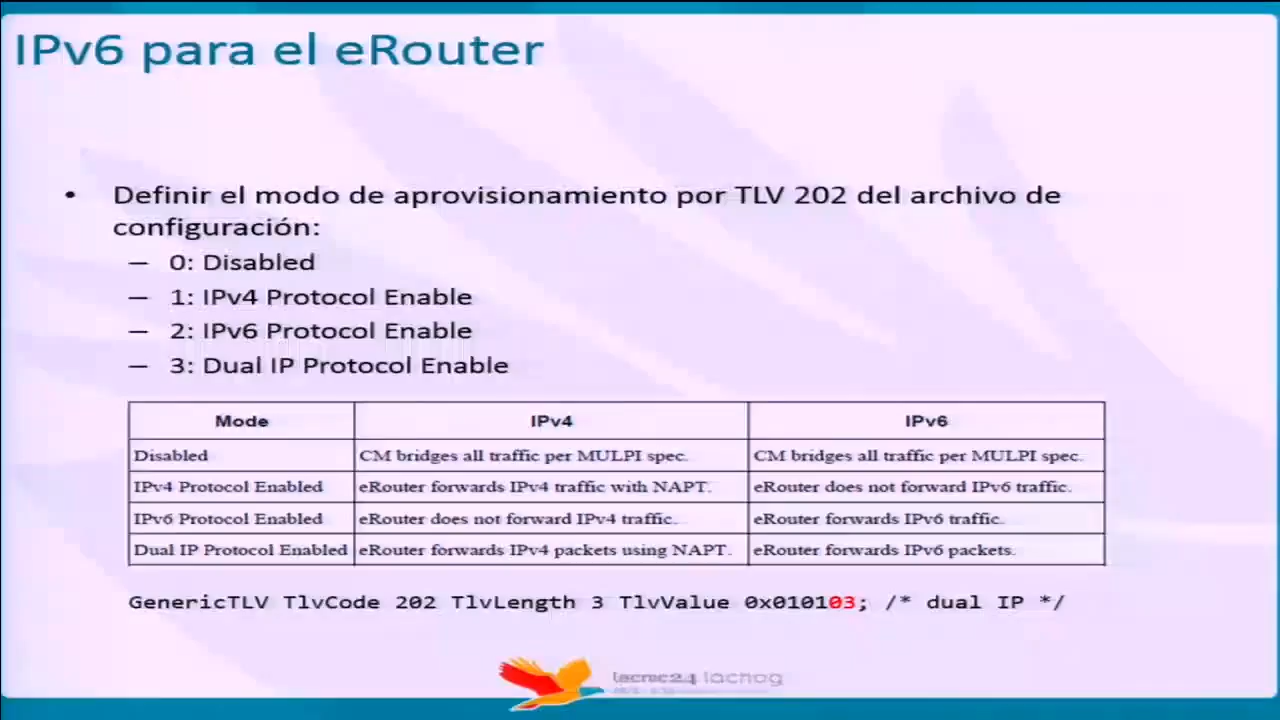 IPv6 para el eRouter
• Definir el modo de aprovisionamiento por TLV 202 del archivo de
configuración:
– 0: Disabled
– 1: IPv4 Protocol Enable
– 2: IPv6 Protocol Enable
– 3: Dual IP Protocol Enable
Mode IPv4 IPv6
Disabled CM bridges all traffic per MULPI spec. CM bridges all traffic per MULPI spec.
IPv4 Protocol Enabled eRouter forwards IPv4 traffic with NAPT. eRouter does not forward IPv6 traffic.
IPv6 Protocol Enabled eRouter does not forward IPv4 traffic. eRouter forwards IPv6 traffic.
Dual IP Protocol Enabled eRouter forwards IPv4 packets using NAPT. eRouter forwards IPv6 packets.
GenericTLV TlvCode 202 TlvLength 3 TlvValue 0x010103; /* dual IP */
lacnic24 lacnog